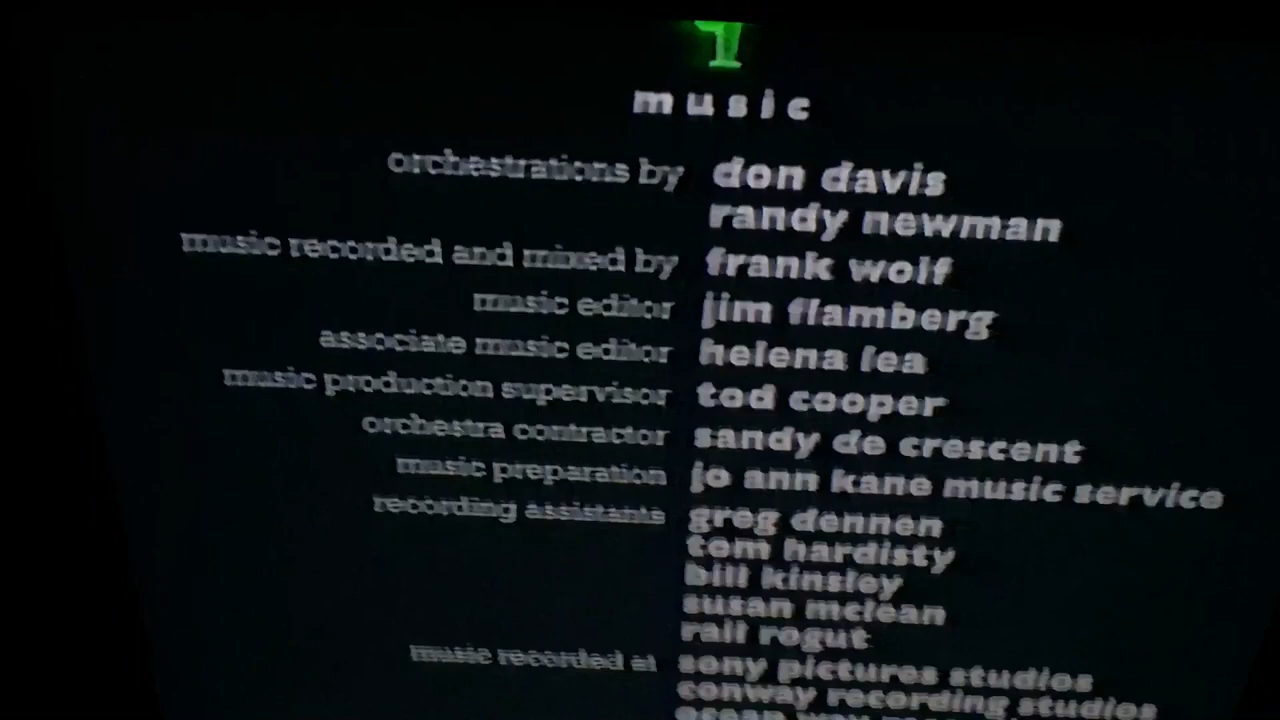 music
orchestrations by don davis
randy newman
music recorded and mixed by frank wolf
music editor jim flamberg
associate music editor helena lea
music production supervisor tod cooper
orchestra contractor sandy de crescent
music preparation jo ann kane music service
recording assistants greg dennen
tom hardisty
bill kinsley
susan mclean
rail rogut
music recorded at sony pictures studios
conway recording studios